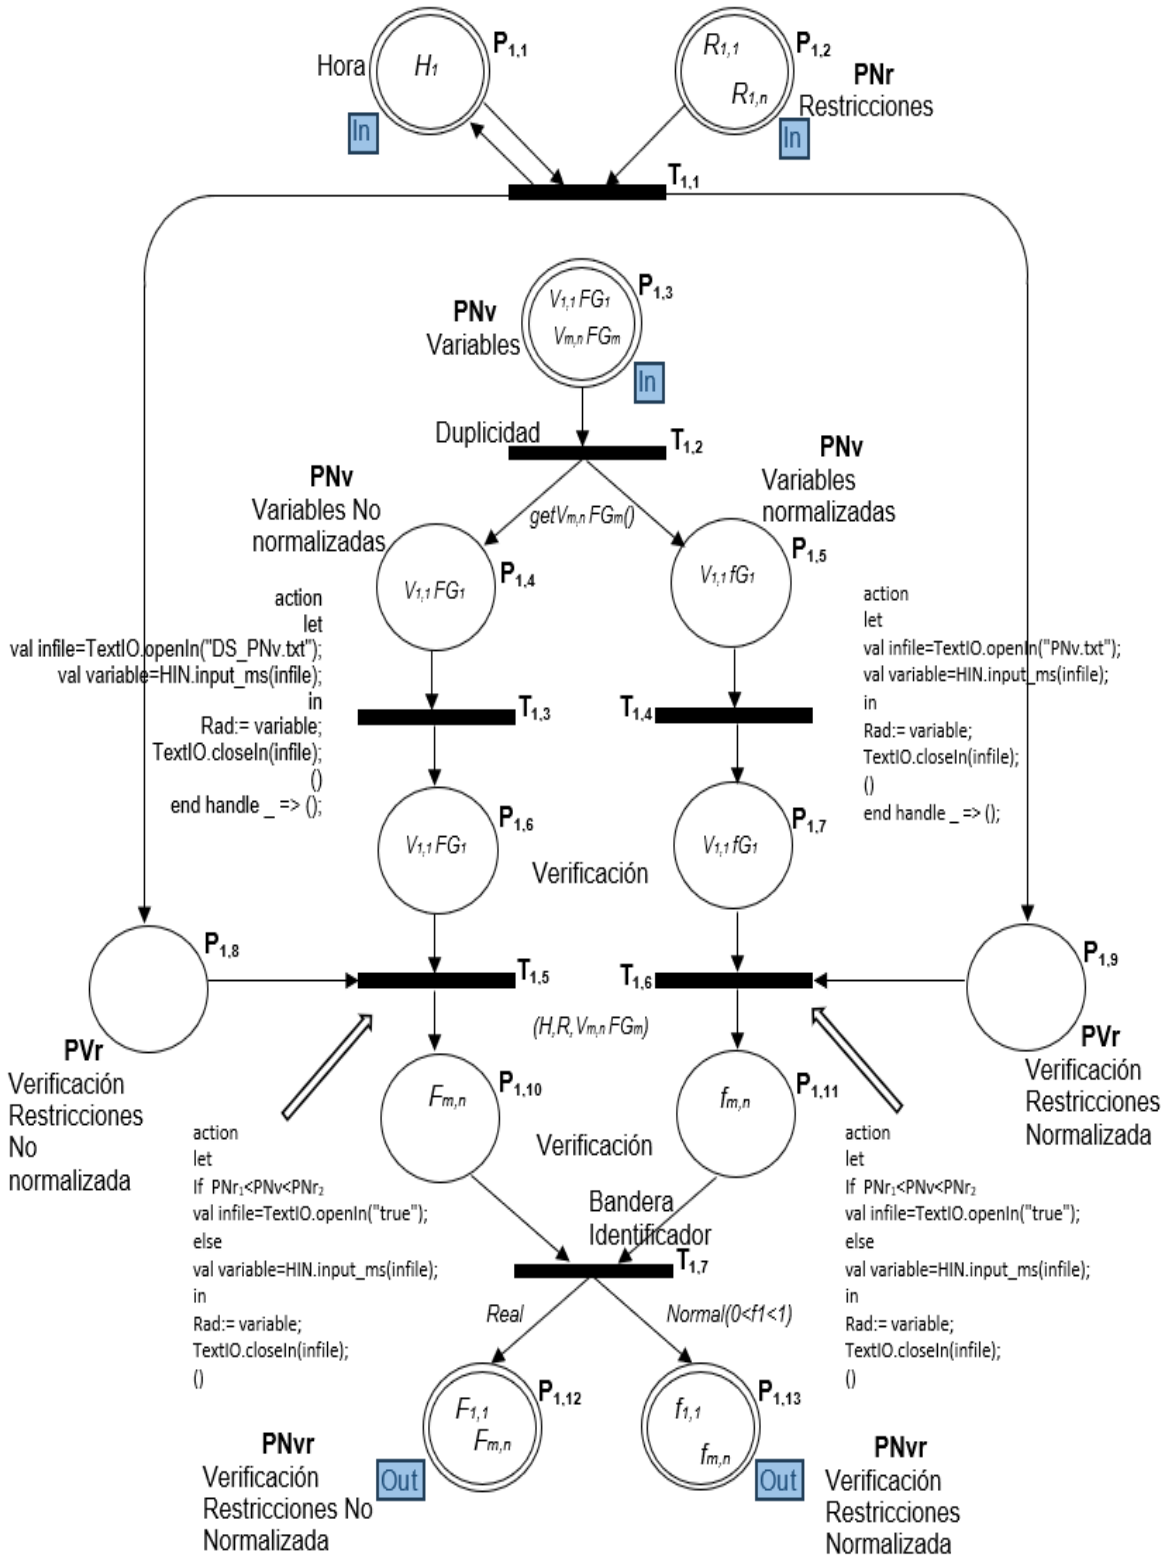 Hora
H1
P1,1
In
R1,1
R1,n
P1,2
PNr
Restricciones
In
T1,1
PNv
Variables
V1,1 FG1
Vm,n FGm
P1,3
In
Duplicidad
T1,2
PNv
Variables No
normalizadas
getVm,n FGm()
PNv
Variables
normalizadas
V1,1 FG1
P1,4
V1,1 fG1
P1,5
action
let
val infile=TextIO.openIn("DS_PNv.txt");
val variable=HIN.input_ms(infile);
in
Rad:= variable;
TextIO.closeIn(infile);
()
end handle _ => ();
T1,3
T1,4
action
let
val infile=TextIO.openIn("PNv.txt");
val variable=HIN.input_ms(infile);
in
Rad:= variable;
TextIO.closeIn(infile);
()
end handle _ => ();
V1,1 FG1
P1,6
V1,1 fG1
P1,7
Verificación
P1,8
PVr
Verificación
Restricciones
No
normalizada
T1,5
T1,6
(H,R,Vm,n FGm)
P1,9
PVr
Verificación
Restricciones
Normalizada
Fm,n
P1,10
fm,n
P1,11
Verificación
action
let
If PNr1<PNv<PNr2
val infile=TextIO.openIn("true");
else
val variable=HIN.input_ms(infile);
in
Rad:= variable;
TextIO.closeIn(infile);
()
Bandera
Identificador
T1,7
action
let
If PNr1<PNv<PNr2
val infile=TextIO.openIn("true");
else
val variable=HIN.input_ms(infile);
in
Rad:= variable;
TextIO.closeIn(infile);
()
Real
Normal(0<f1<1)
F1,1
Fm,n
P1,12
PNvr
Verificación
Restricciones No
Normalizada
Out
f1,1
fm,n
P1,13
Out
PNvr
Verificación
Restricciones
Normalizada